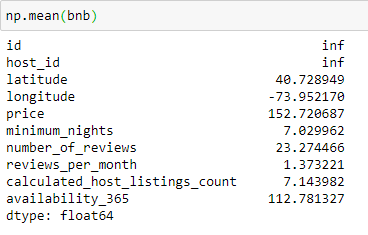 np.mean(bnb)
id inf
host_id inf
latitude 40.728949
longitude -73.952170
price 152.720687
minimum_nights 7.029962
number_of_reviews 23.274466
reviews_per_month 1.373221
calculated_host_listings_count 7.143982
availability_365 112.781327
dtype: float64